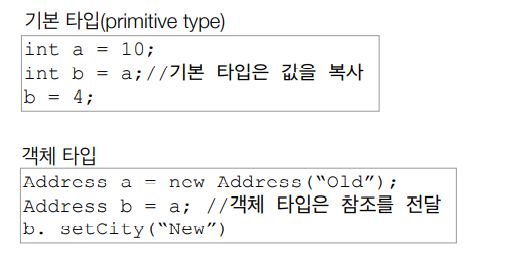 기본 타입(primitive type)
int a = 10;
int b = a;//기본 타입은 값을 복사
b = 4;
객체 타입
Address a = new Address(“Old”);
Address b = a; //객체 타입은 참조를 전달
b. setCity(“New”)